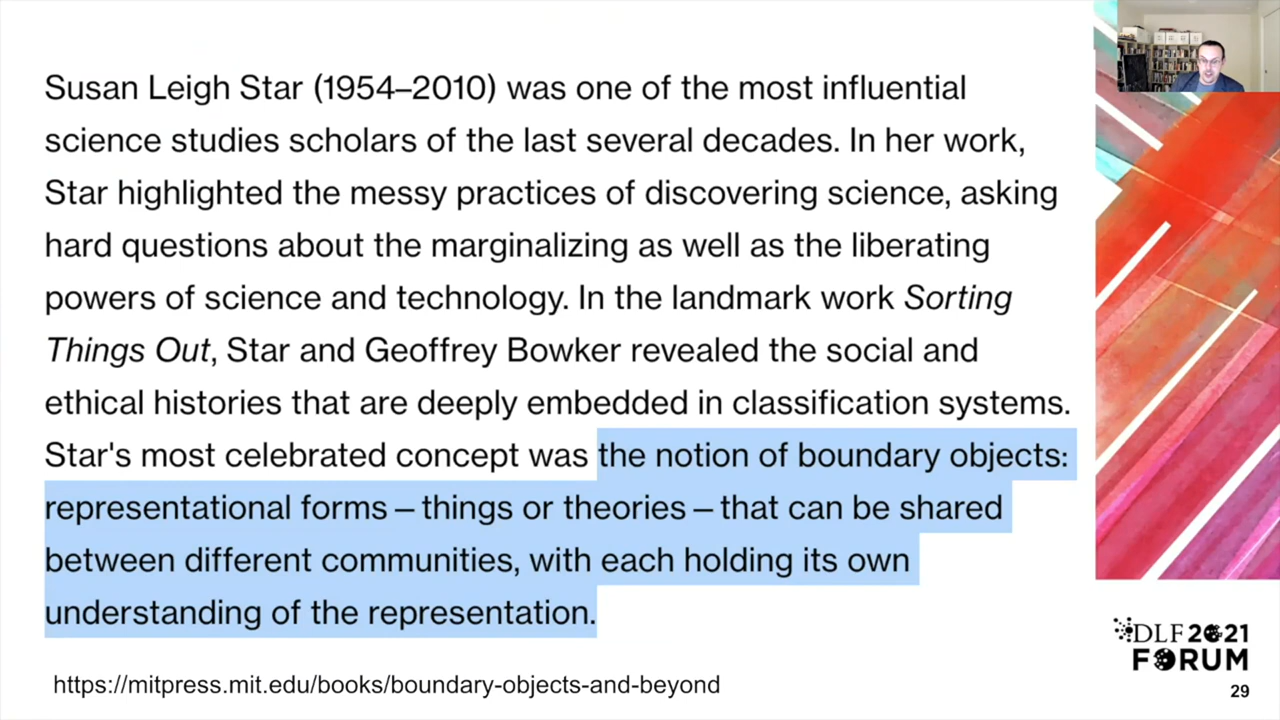 Susan Leigh Star (1954–2010) was one of the most influential
science studies scholars of the last several decades. In her work,
Star highlighted the messy practices of discovering science, asking
hard questions about the marginalizing as well as the liberating
powers of science and technology. In the landmark work Sorting
Things Out, Star and Geoffrey Bowker revealed the social and
ethical histories that are deeply embedded in classification systems.
Star's most celebrated concept was the notion of boundary objects:
representational forms — things or theories — that can be shared
between different communities, with each holding its own
understanding of the representation.
https://mitpress.mit.edu/books/boundary-objects-and-beyond
DLF 2021
FORUM
29